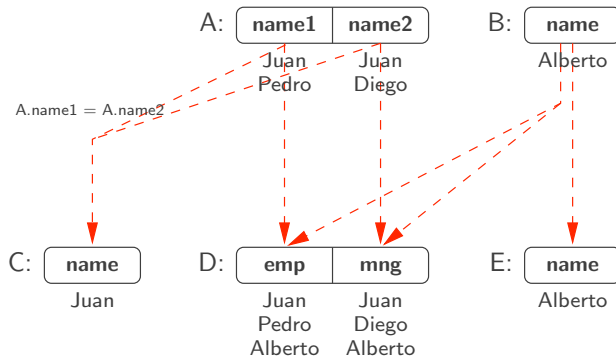 A: name1 name2 B: name
Juan Juan Alberto
Pedro Diego
A.name1 = A.name2
C: name D: emp mng E: name
Juan Juan Juan Alberto
Pedro Diego
Alberto Alberto